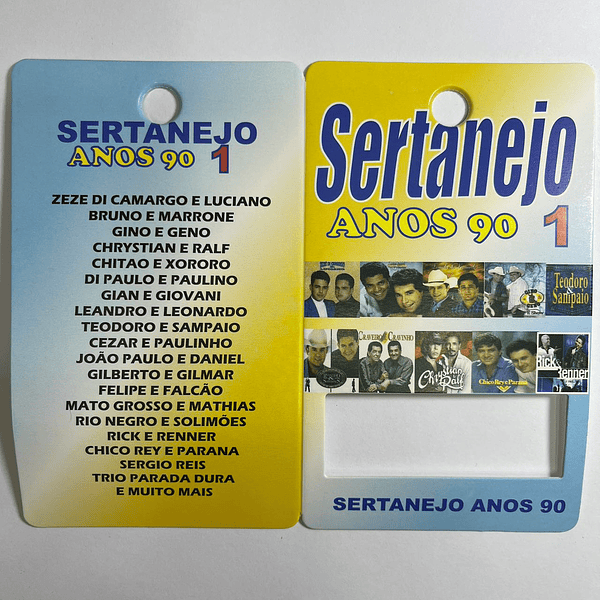 SERTANEJO
ANOS 90 1
ZEZE DI CAMARGO E LUCIANO
BRUNO E MARRONE
GINO E GENO
CHRYSTIAN E RALF
CHITAO E XORORO
DI PAULO E PAULINO
GIAN E GIOVANI
LEANDRO E LEONARDO
TEODORO E SAMPAIO
CEZAR E PAULINHO
JOÃO PAULO E DANIEL
GILBERTO E GILMAR
FELIPE E FALCÃO
MATO GROSSO E MATHIAS
RIO NEGRO E SOLIMÕES
RICK E RENNER
CHICO REY E PARANA
SERGIO REIS
TRIO PARADA DURA
E MUITO MAIS
Sertanejo
ANOS 90 1
Teodoro
& Sampaio
CRAVEIRO & CRAVINHO
Chrystian
Ralf
Chico Rey e Paraná
Rick
Renner
SERTANEJO ANOS 90